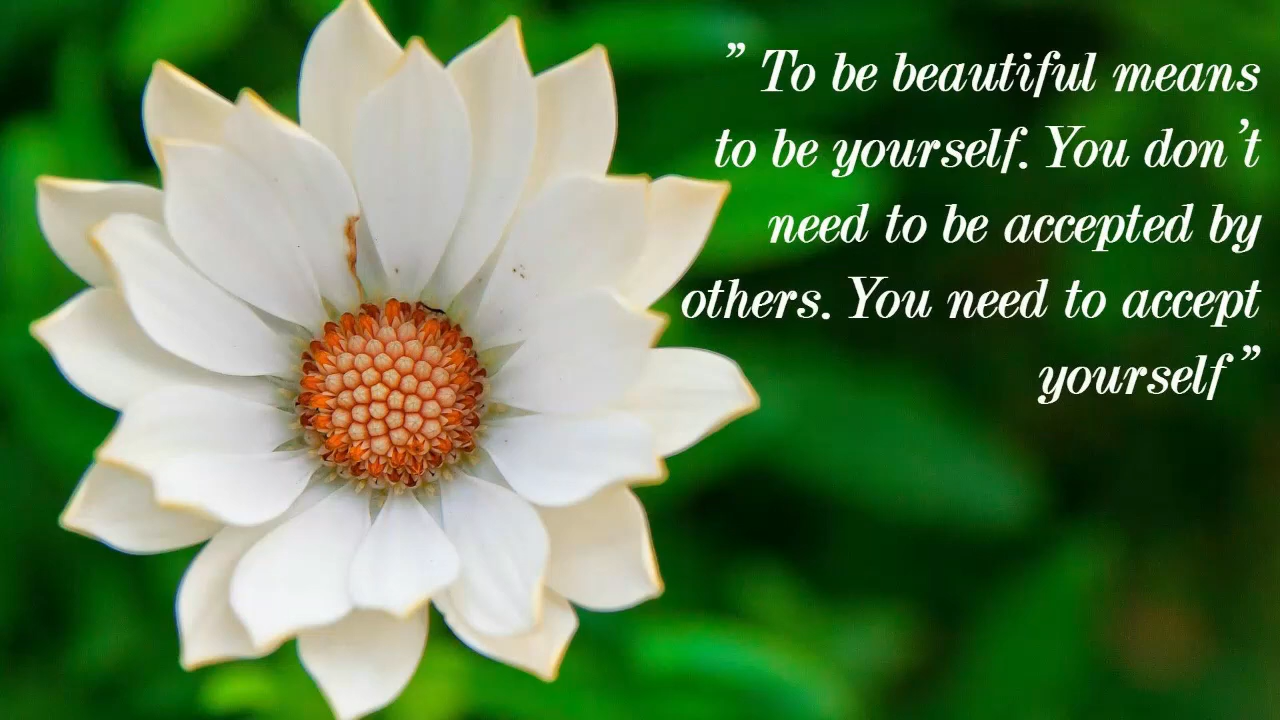 ” To be beautiful means
to be yourself. You don’t
need to be accepted by
others. You need to accept
yourself”